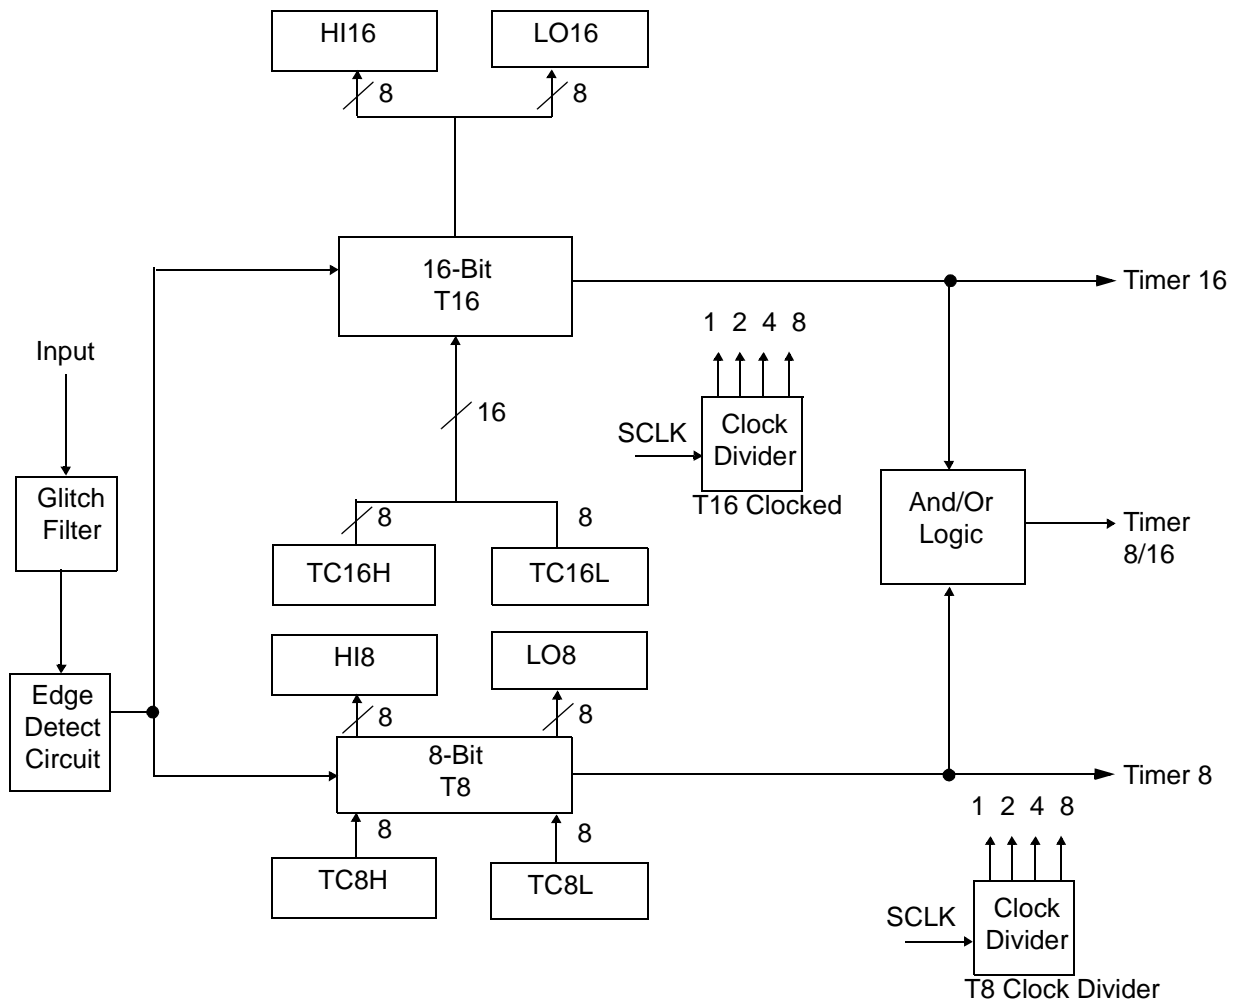 HI16
LO16
8
8
16-Bit
T16
Timer 16
1 2 4 8
Input
16
SCLK
Clock
Divider
T16 Clocked
Glitch
Filter
8
8
And/Or
Logic
Timer
8/16
TC16H
TC16L
HI8
LO8
Edge
Detect
Circuit
8
8
8-Bit
T8
Timer 8
1 2 4 8
8
8
TC8H
TC8L
SCLK
Clock
Divider
T8 Clock Divider